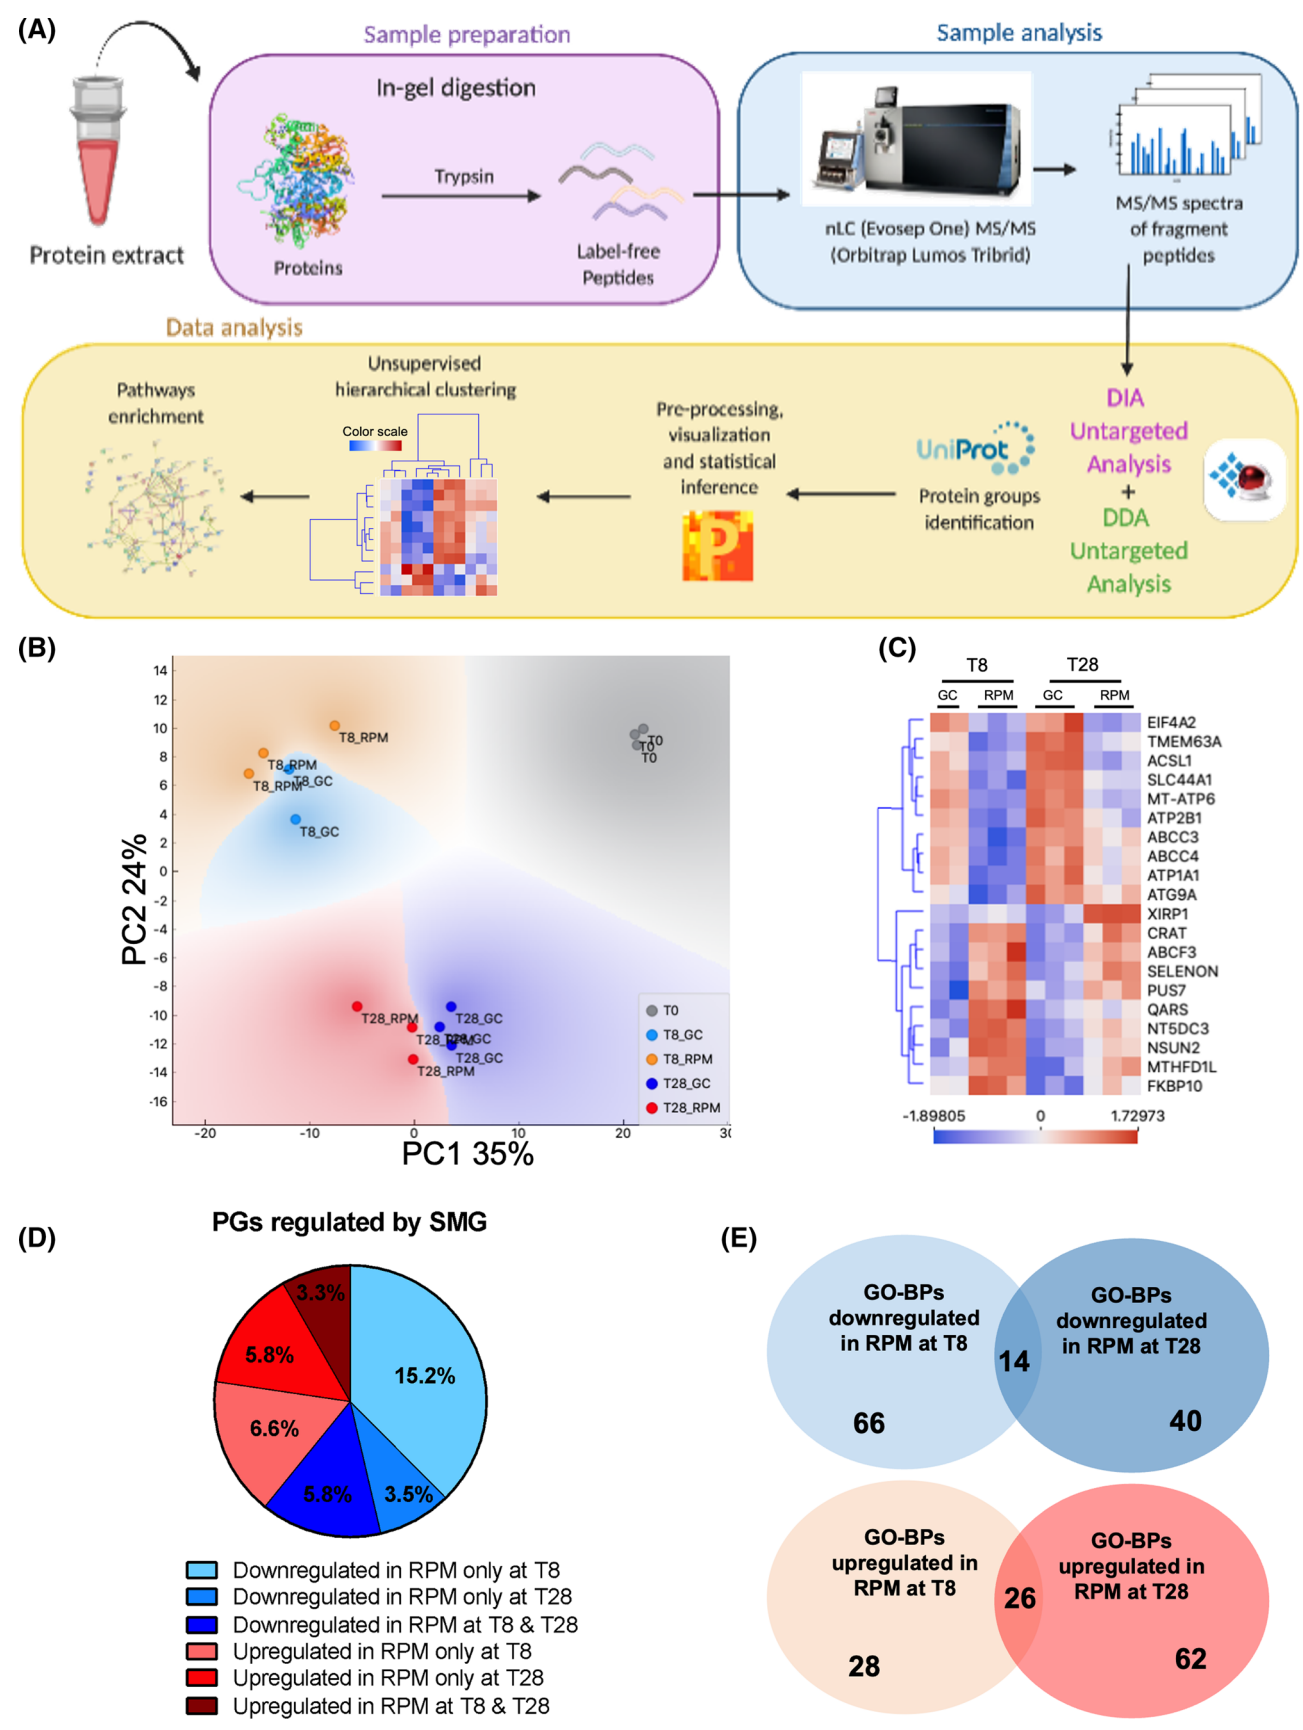 (A)
Sample preparation
Sample analysis
In-gel digestion
Trypsin
Protein extract
Proteins
Label-free
Peptides
nLC (Evosep One) MS/MS
(Orbitrap Lumos Tribrid)
MS/MS spectra
of fragment
peptides
Data analysis
Pathways
enrichment
Unsupervised
hierarchical clustering
Color scale
Pre-processing,
visualization
and statistical
inference
P
UniProt
Protein groups
identification
DIA
Untargeted
Analysis
+
DDA
Untargeted
Analysis
(B)
14
12
10
8
6
4
2
0
-2
-4
-6
-8
-10
-12
-14
-16
PC2 24%
-20
-10
0
10
20
30
PC1 35%
T8_RPM
T8_RPM
T8_RPM
T8_GC
T8_GC
T0
T0
T0
T28_RPM
T28_RPM
T28_RPM
T28_GC
T28_GC
T28_GC
T0
T8_GC
T8_RPM
T28_GC
T28_RPM
(C)
T8 T28
GC RPM GC RPM
EIF4A2
TMEM63A
ACSL1
SLC44A1
MT-ATP6
ATP2B1
ABCC3
ABCC4
ATP1A1
ATG9A
XIRP1
CRAT
ABCF3
SELENON
PUS7
QARS
NT5DC3
NSUN2
MTHFD1L
FKBP10
-1.89805 0 1.72973
(D)
PGs regulated by SMG
3.3%
15.2%
5.8%
6.6%
5.8%
3.5%
Downregulated in RPM only at T8
Downregulated in RPM only at T28
Downregulated in RPM at T8 & T28
Upregulated in RPM only at T8
Upregulated in RPM only at T28
Upregulated in RPM at T8 & T28
(E)
GO-BPs
downregulated
in RPM at T8
66
14
GO-BPs
downregulated
in RPM at T28
40
GO-BPs
upregulated in
RPM at T8
28
26
GO-BPs
upregulated in
RPM at T28
62